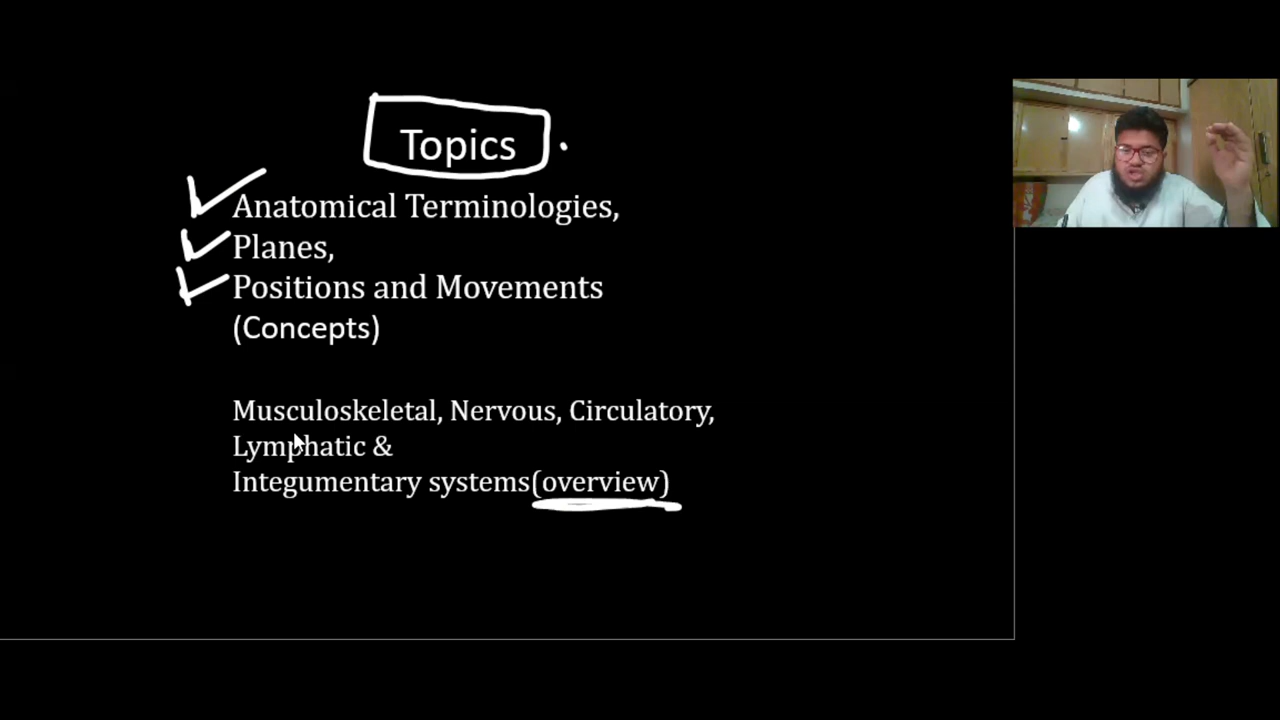 Topics
Anatomical Terminologies,
Planes,
Positions and Movements
(Concepts)
Musculoskeletal, Nervous, Circulatory,
Lymphatic &
Integumentary systems(overview)